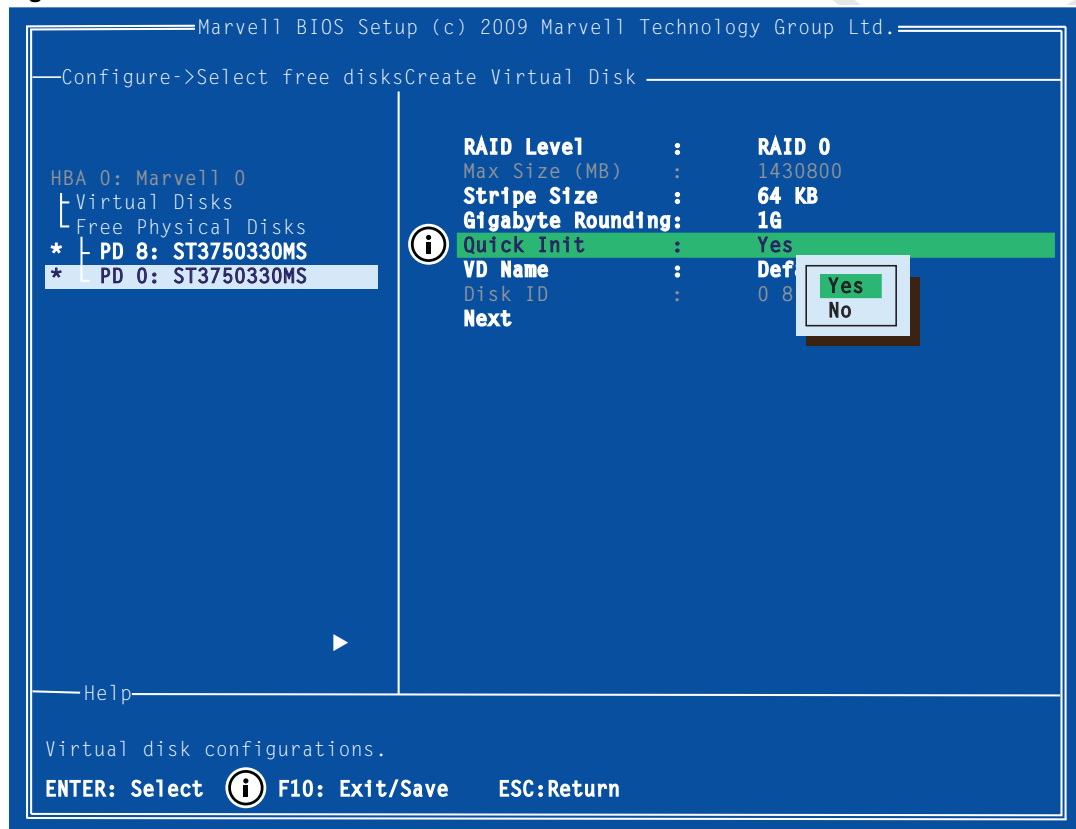 Marvell BIOS Setup (c) 2009 Marvell Technology Group Ltd.
Configure->Select free disksCreate Virtual Disk
HBA 0: Marvell 0
Virtual Disks
Free Physical Disks
* PD 8: ST3750330MS
* PD 0: ST3750330MS
RAID Level : RAID 0
Max Size (MB) : 1430800
Stripe Size : 64 KB
Gigabyte Rounding: 1G
i Quick Init : Yes
VD Name : Def
Disk ID : 0 8
Next
Yes
No
Help
Virtual disk configurations.
ENTER: Select i F10: Exit/Save ESC:Return